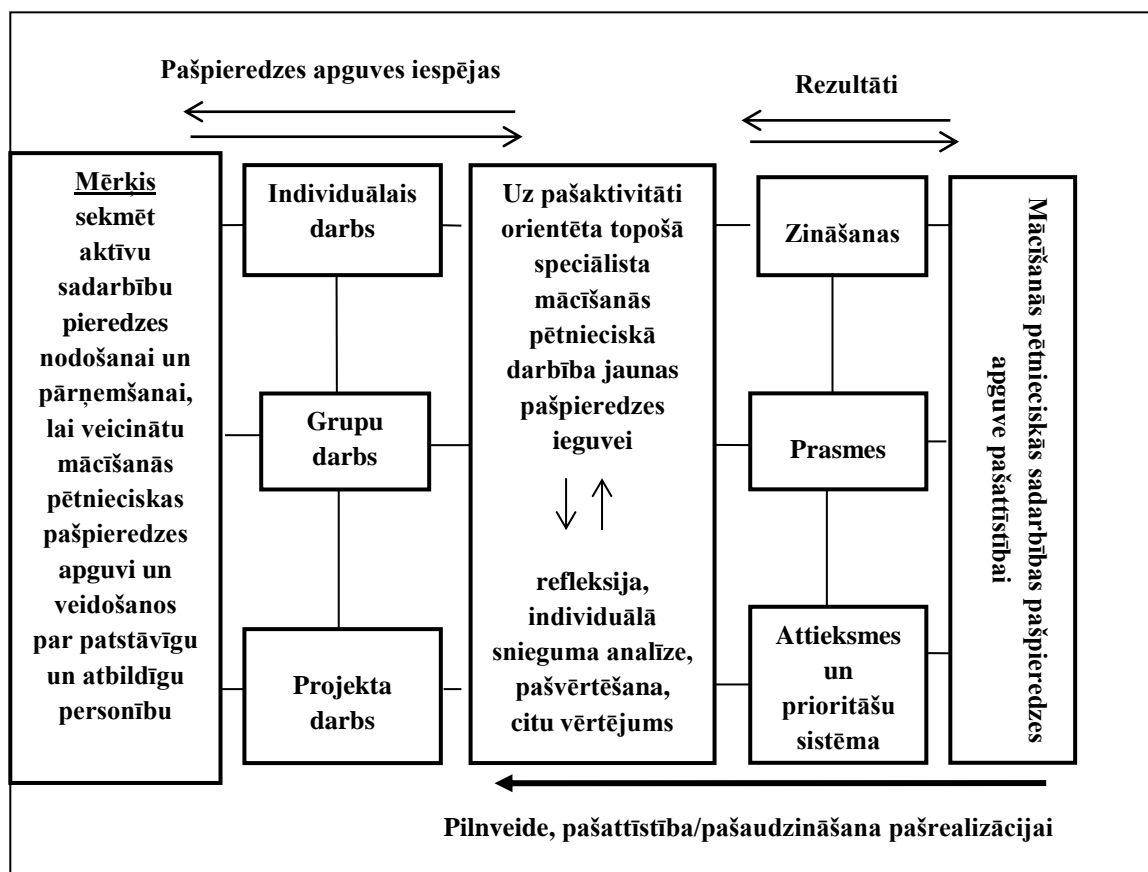 Pašpieredzes apguves iespējas
Rezultāti
Mērķis
sekmēt
aktīvu
sadarbību
pieredzes
nodošanai un
pārņemšanai,
lai veicinātu
mācīšanās
pētnieciskas
pašpieredzes
apguvi un
veidošanos
par patstāvīgu
un atbildīgu
personību
Individuālais
darbs
Grupu
darbs
Projekta
darbs
Uz pašaktivitāti
orientēta topošā
speciālista
mācīšanās
pētnieciskā
darbība jaunas
pašpieredzes
ieguvei
refleksija,
individuālā
snieguma analīze,
pašvērtēšana,
citu vērtējums
Zināšanas
Prasmes
Attieksmes
un
prioritāšu
sistēma
Mācīšanās pētnieciskās sadarbības pašpieredzes
apguve pašattīstībai
Pilnveide, pašattīstība/pašaudzināšana pašrealizācijai